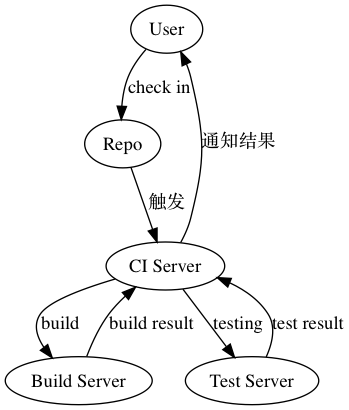 User
check in
Repo
通知结果
触发
CI Server
build
build result
testing
test result
Build Server
Test Server